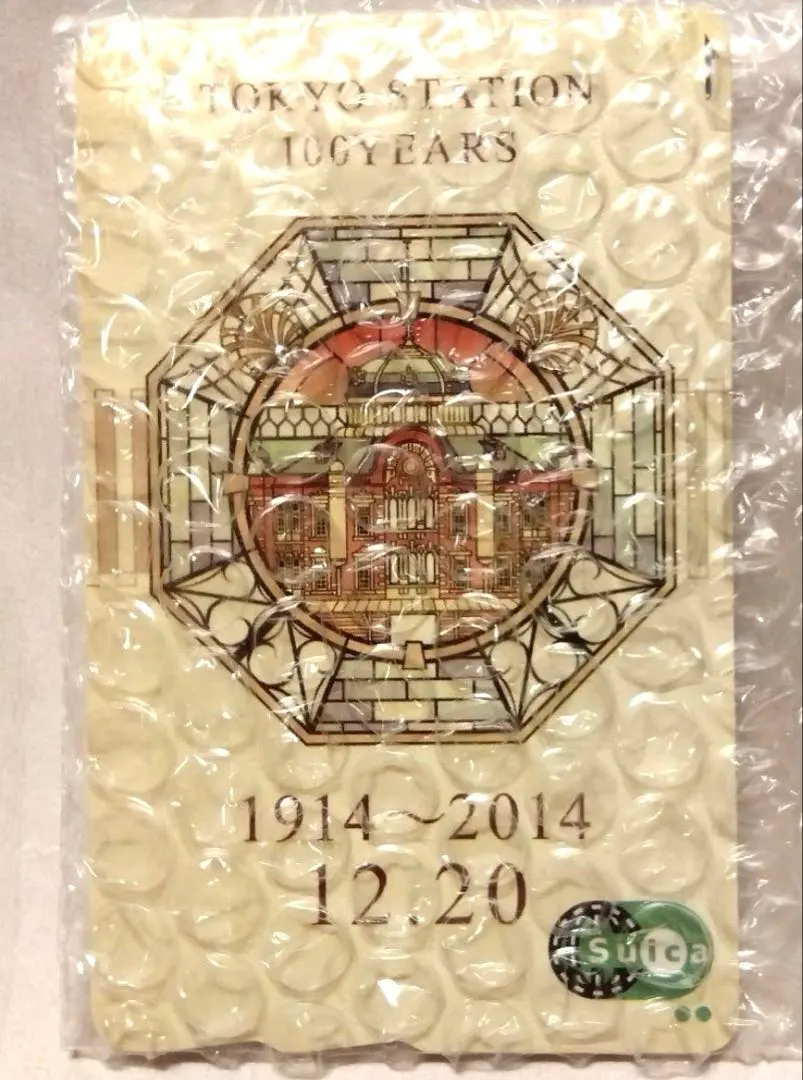 TOKYO STATION
100YEARS
1914〜2014
12.20
Suica